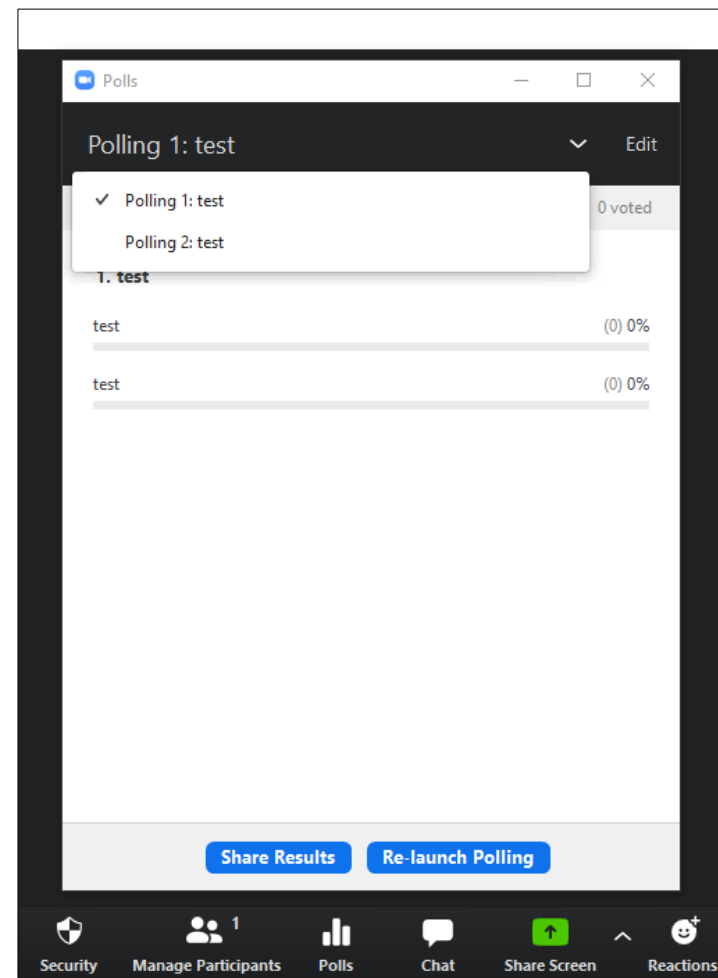 Polls
Polling 1: test Edit
Polling 1: test
0 voted
Polling 2: test
1. test
test (0) 0%
test (0) 0%
Share Results Re-launch Polling
1
Security Manage Participants Polls Chat Share Screen Reactions